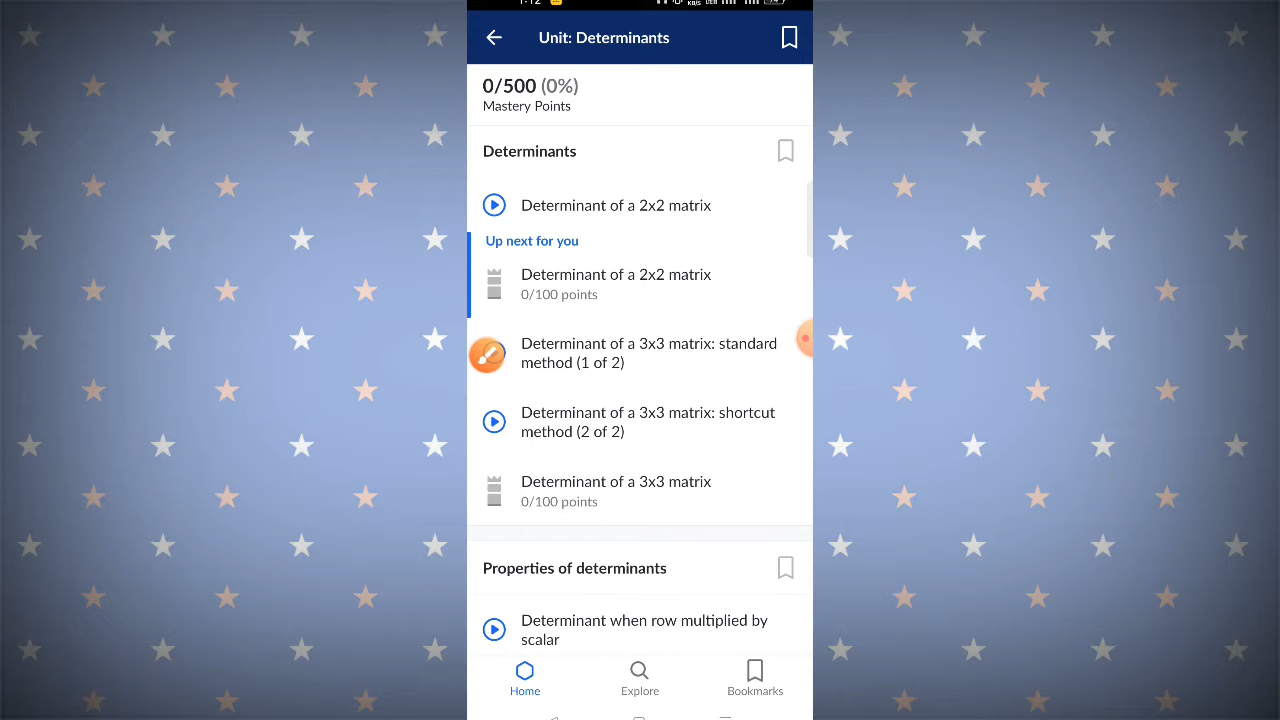 1:12
Unit: Determinants
0/500 (0%)
Mastery Points
Determinants
Determinant of a 2x2 matrix
Up next for you
Determinant of a 2x2 matrix
0/100 points
Determinant of a 3x3 matrix: standard
method (1 of 2)
Determinant of a 3x3 matrix: shortcut
method (2 of 2)
Determinant of a 3x3 matrix
0/100 points
Properties of determinants
Determinant when row multiplied by
scalar
Home
Explore
Bookmarks